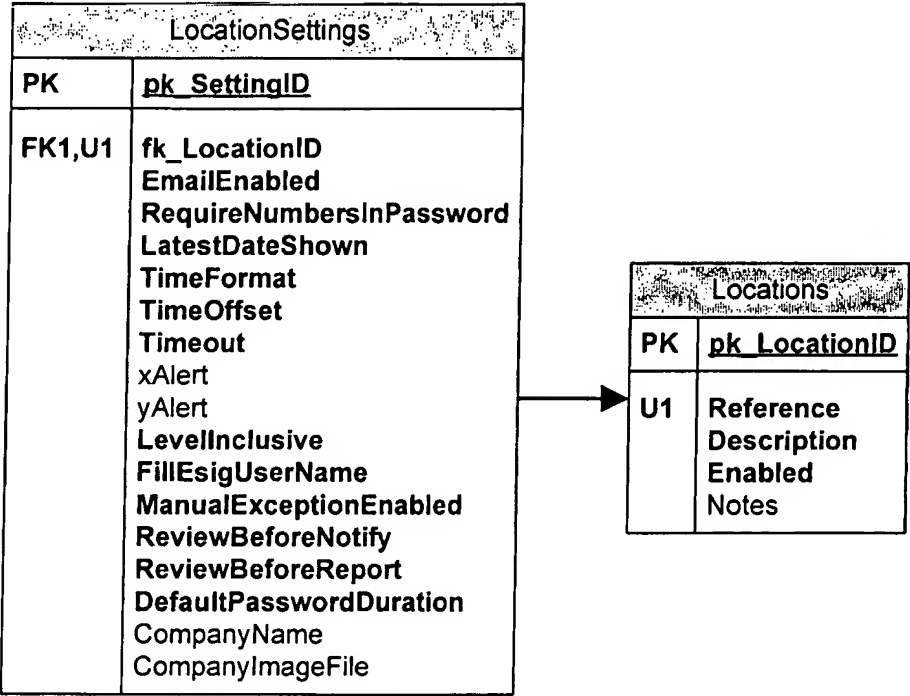 LocationSettings
PK pk_SettingID
FK1,U1 fk_LocationID
EmailEnabled
RequireNumbersInPassword
LatestDateShown
TimeFormat
TimeOffset
Timeout
xAlert
yAlert
LevelInclusive
FillEsigUserName
ManualExceptionEnabled
ReviewBeforeNotify
ReviewBeforeReport
DefaultPasswordDuration
CompanyName
CompanyImageFile
Locations
PK pk_LocationID
U1 Reference
Description
Enabled
Notes